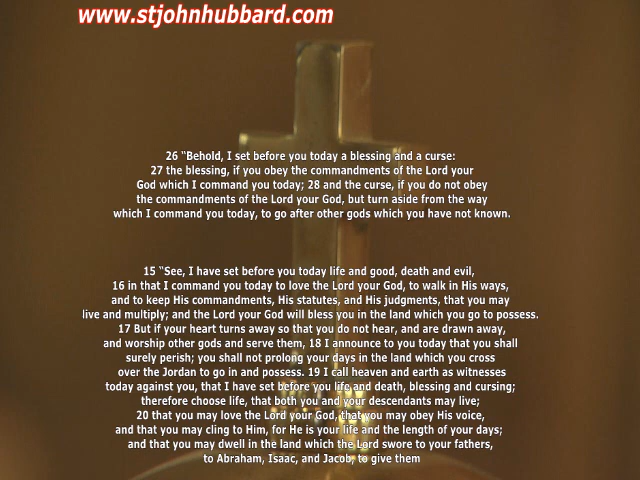 www.stjohnhubbard.com
26 “Behold, I set before you today a blessing and a curse:
27 the blessing, if you obey the commandments of the Lord your
God which I command you today; 28 and the curse, if you do not obey
the commandments of the Lord your God, but turn aside from the way
which I command you today, to go after other gods which you have not known.
15 “See, I have set before you today life and good, death and evil,
16 in that I command you today to love the Lord your God, to walk in His ways,
and to keep His commandments, His statutes, and His judgments, that you may
live and multiply; and the Lord your God will bless you in the land which you go to possess.
17 But if your heart turns away so that you do not hear, and are drawn away,
and worship other gods and serve them, 18 I announce to you today that you shall
surely perish; you shall not prolong your days in the land which you cross
over the Jordan to go in and possess. 19 I call heaven and earth as witnesses
today against you, that I have set before you life and death, blessing and cursing;
therefore choose life, that both you and your descendants may live;
20 that you may love the Lord your God, that you may obey His voice,
and that you may cling to Him, for He is your life and the length of your days;
and that you may dwell in the land which the Lord swore to your fathers,
to Abraham, Isaac, and Jacob, to give them